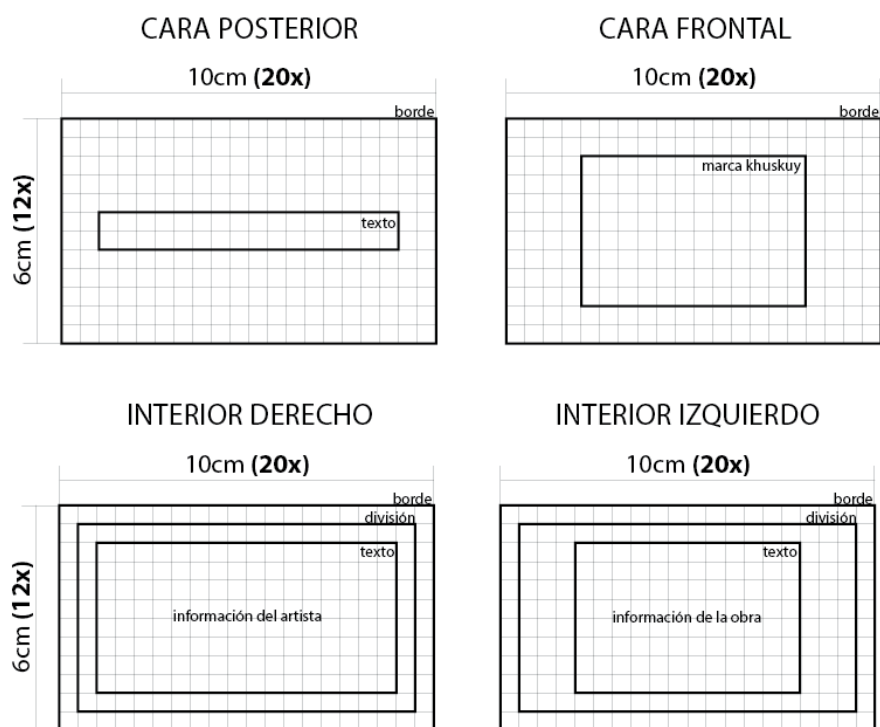 CARA POSTERIOR
10cm (20x)
borde
6cm (12x)
texto
CARA FRONTAL
10cm (20x)
borde
marca khuskuy
INTERIOR DERECHO
10cm (20x)
borde
división
texto
6cm (12x)
información del artista
INTERIOR IZQUIERDO
10cm (20x)
borde
división
texto
información de la obra